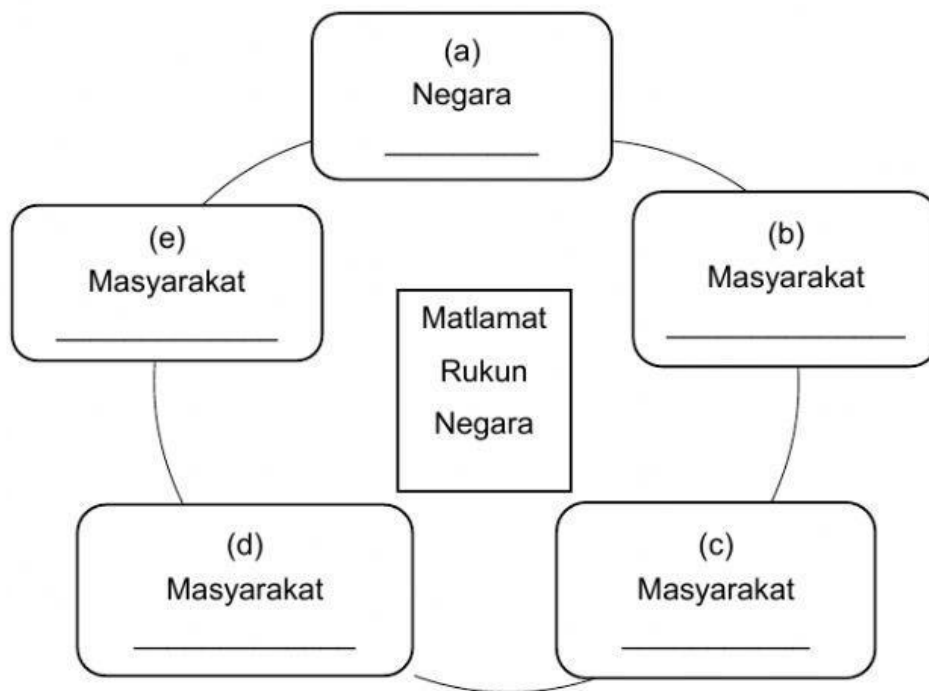 (a)
Negara
(b)
Masyarakat
(c)
Masyarakat
(d)
Masyarakat
(e)
Masyarakat
Matlamat
Rukun
Negara